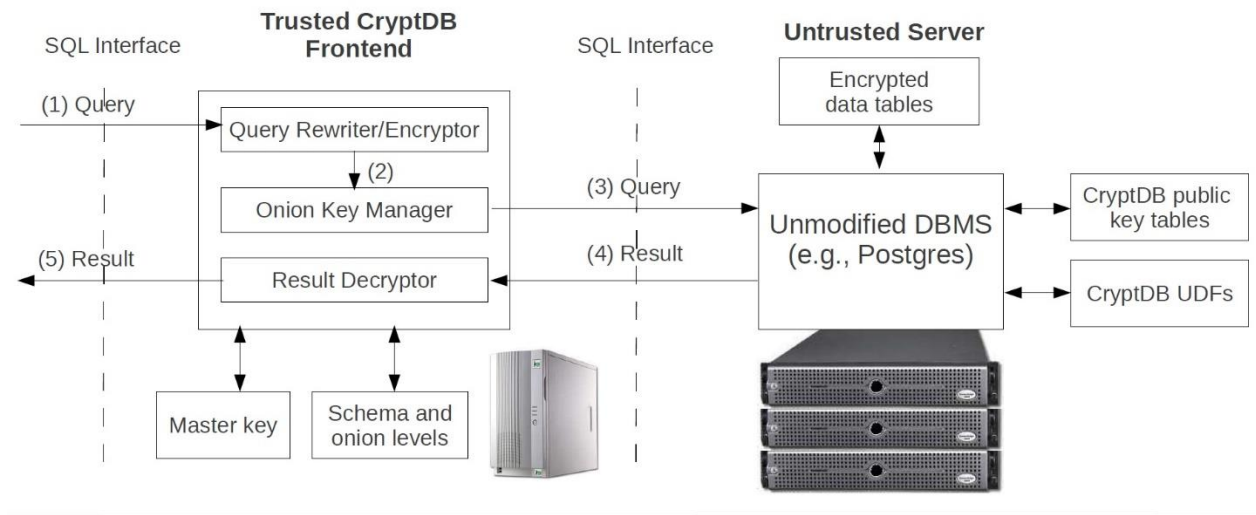 Trusted CryptDB
Frontend
SQL Interface
SQL Interface
Untrusted Server
(1) Query
Query Rewriter/Encryptor
(2)
Onion Key Manager
(5) Result
Result Decryptor
Master key
Schema and
onion levels
(3) Query
(4) Result
Encrypted
data tables
Unmodified DBMS
(e.g., Postgres)
CryptDB public
key tables
CryptDB UDFs